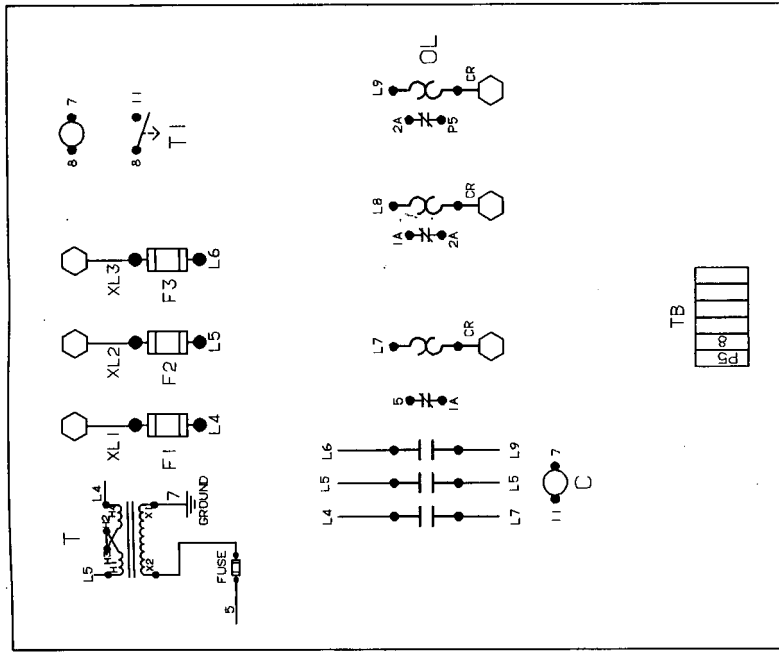 T
L5
L4
H1
H3
H2
H4
X2
X1
7
GROUND
FUSE
5
XL1
F1
L4
XL2
F2
L5
XL3
F3
L6
8
7
8
11
T1
L4
L5
L6
L7
L5
L9
11
7
C
5
1A
L7
CR
1A
2A
L8
CR
2A
P5
L9
CR
OL
TB
P5
8